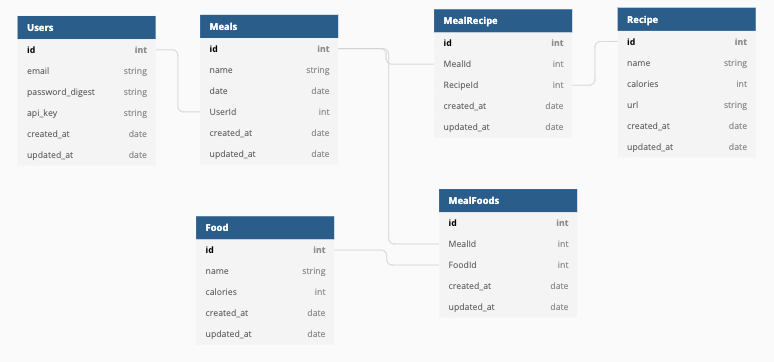 Users
id int
email string
password_digest string
api_key string
created_at date
updated_at date
Meals
id int
name string
date date
UserId int
created_at date
updated_at date
MealRecipe
id int
MealId int
RecipeId int
created_at date
updated_at date
Recipe
id int
name string
calories int
url string
created_at date
updated_at date
Food
id int
name string
calories int
created_at date
updated_at date
MealFoods
id int
MealId int
FoodId int
created_at date
updated_at date